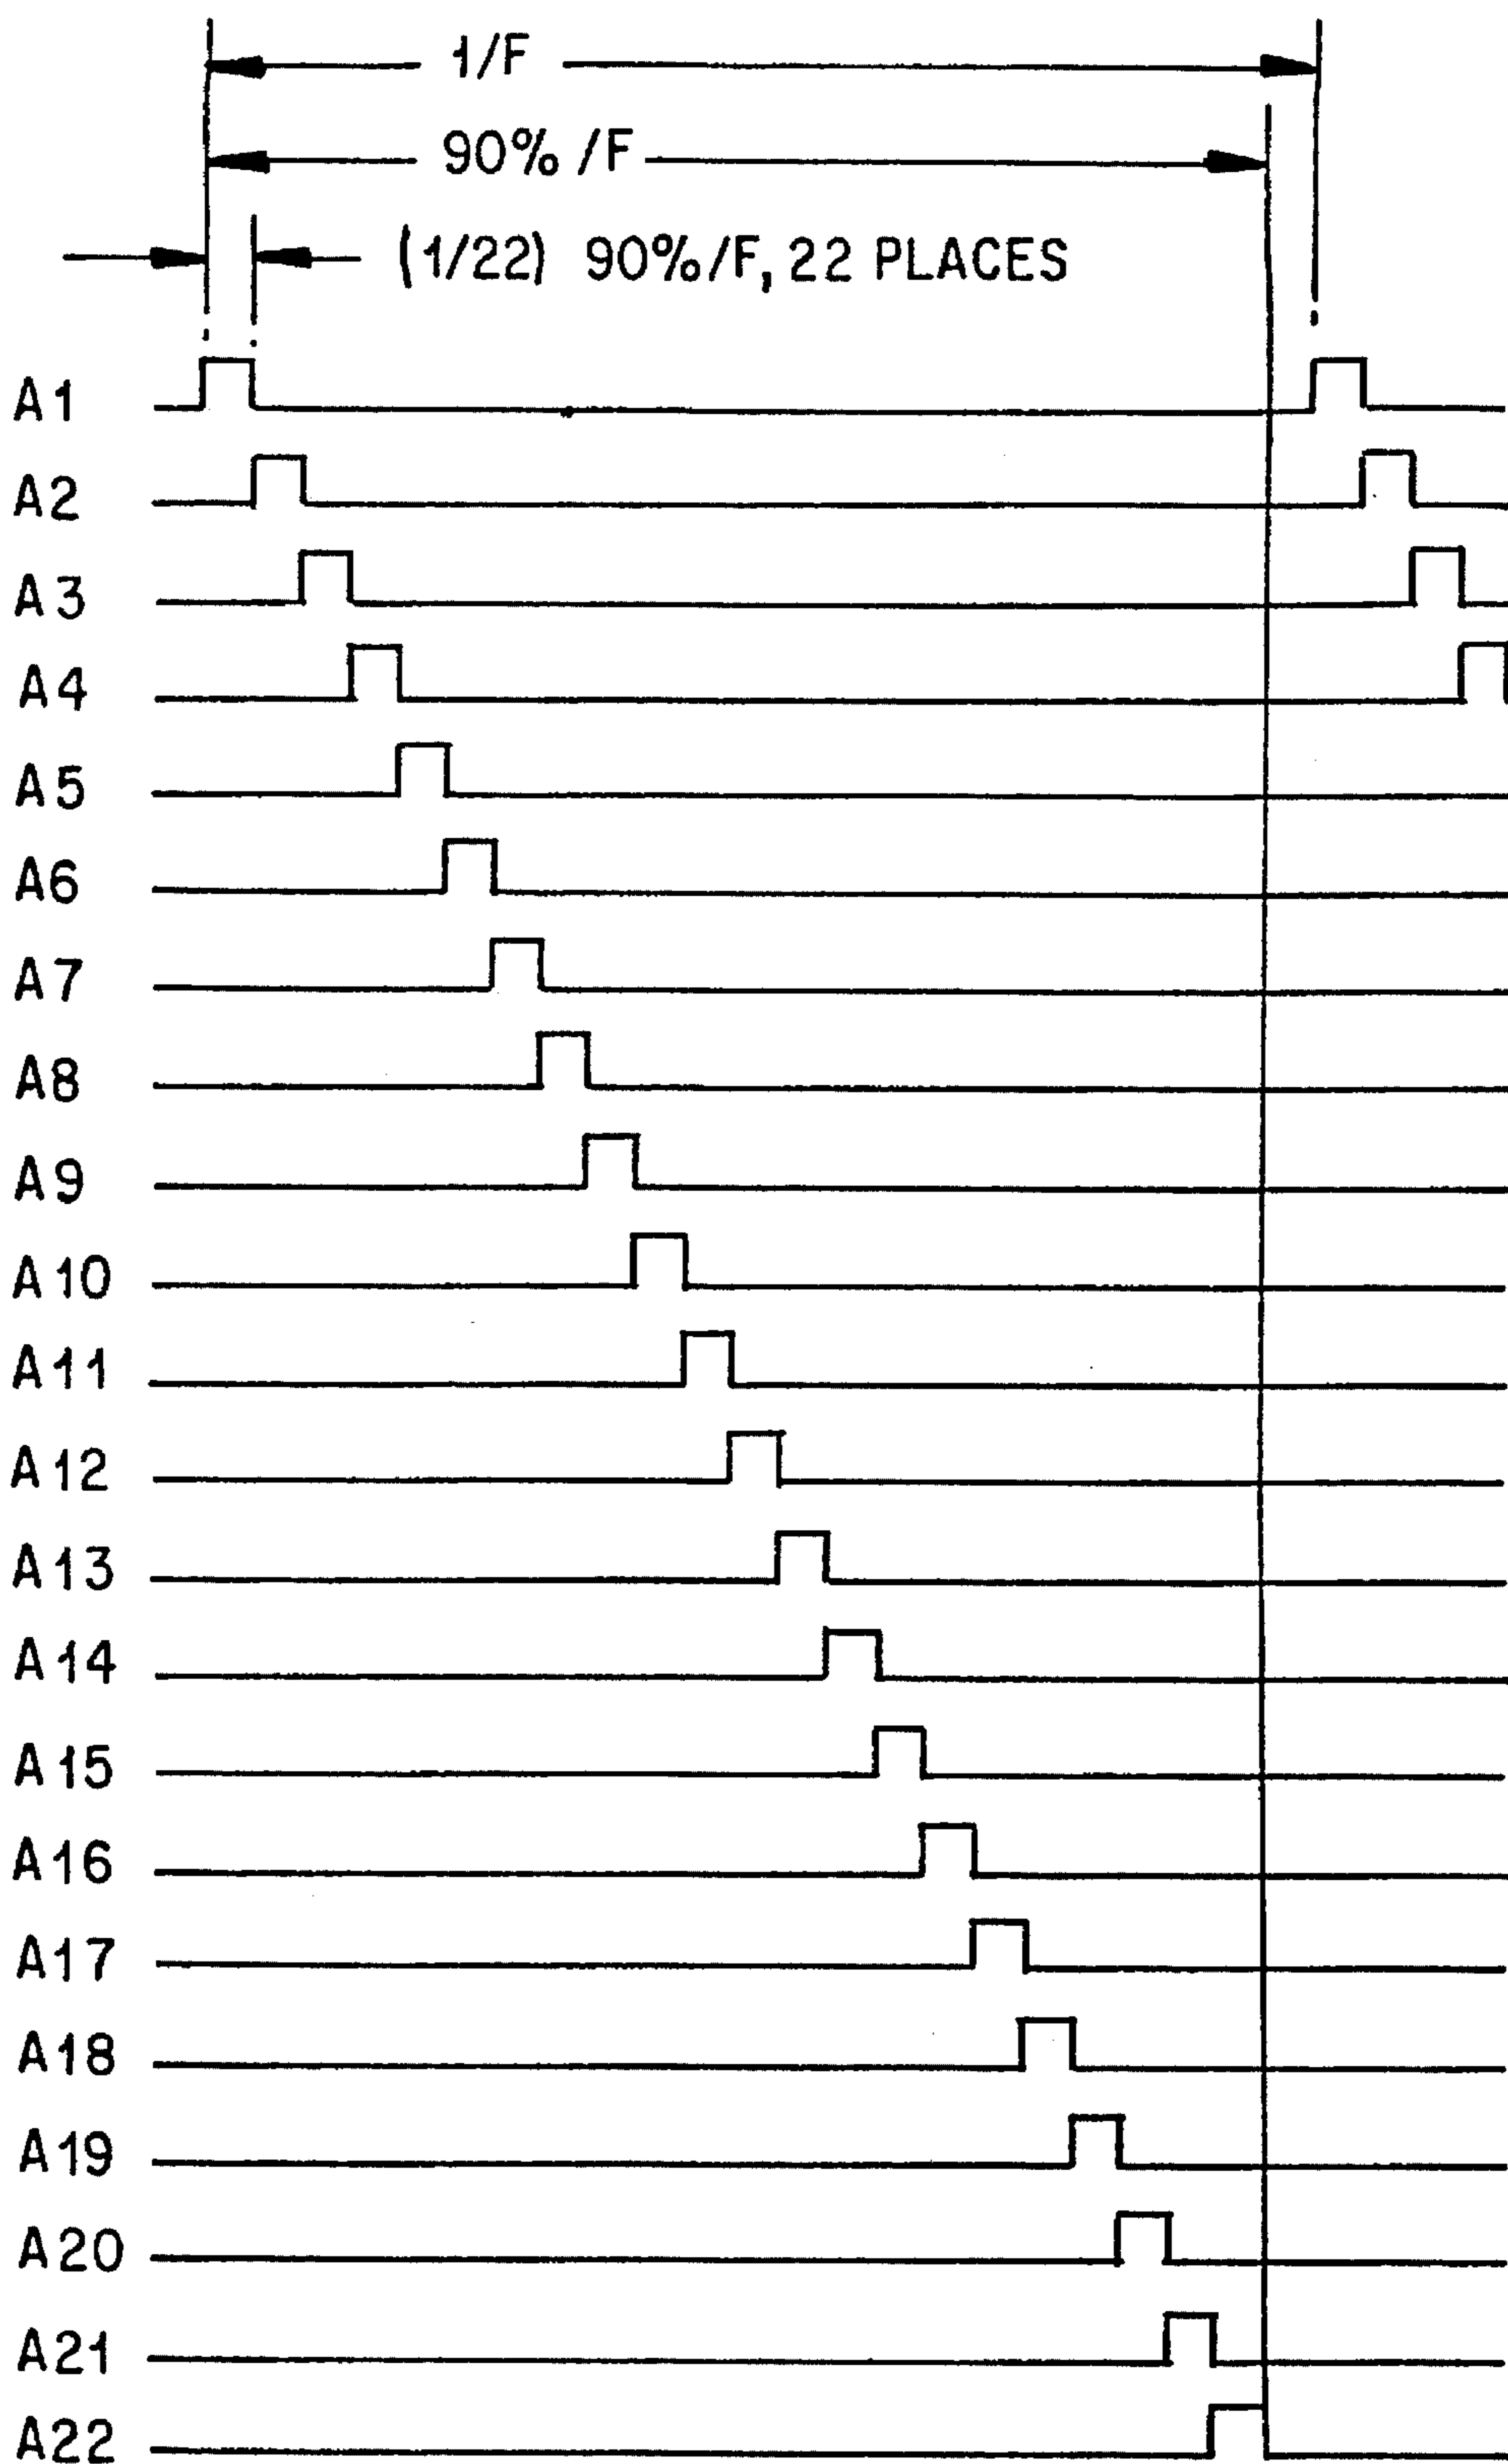 1/F
90%/F
(1/22) 90%/F, 22 PLACES
A1
A2
A3
A4
A5
A6
A7
A8
A9
A10
A11
A12
A13
A14
A15
A16
A17
A18
A19
A20
A21
A22